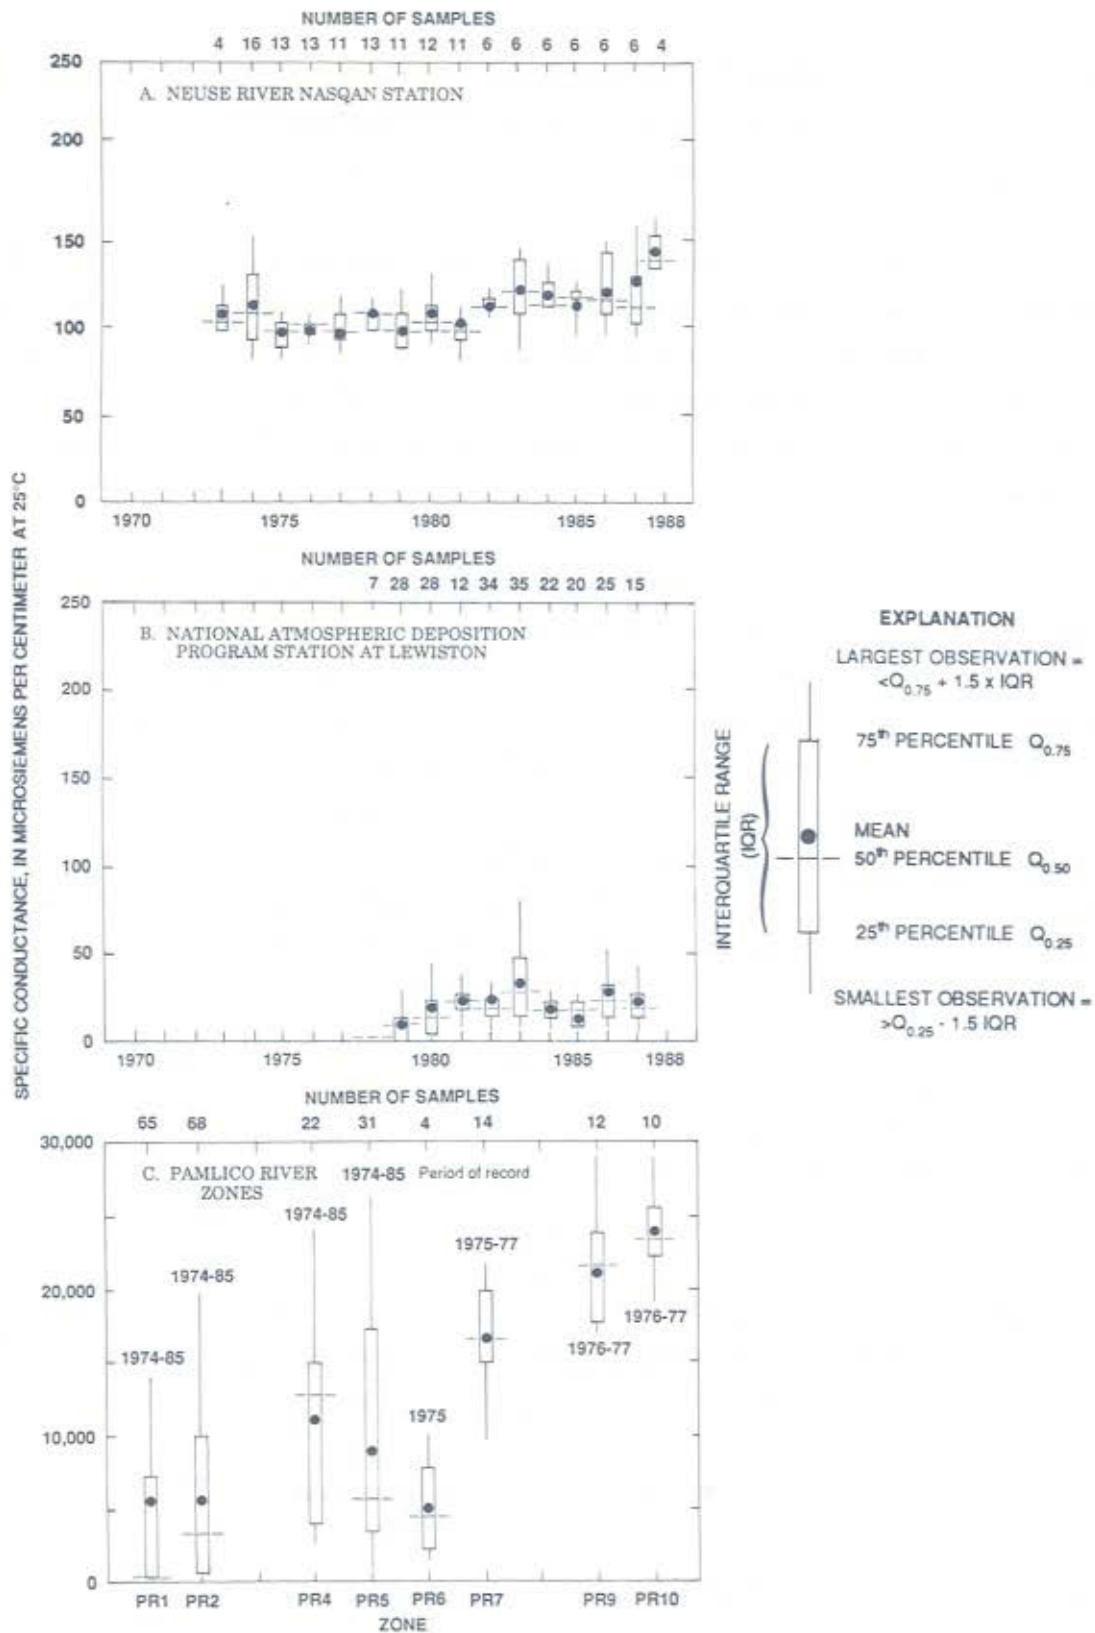 NUMBER OF SAMPLES
4 16 13 13 11 13 11 12 11 6 6 6 6 6 6 4
A. NEUSE RIVER NASQAN STATION
250
200
150
100
50
0
1970 1975 1980 1985 1988
SPECIFIC CONDUCTANCE, IN MICROSIEMENS PER CENTIMETER AT 25°C
NUMBER OF SAMPLES
7 28 28 12 34 35 22 20 25 15
B. NATIONAL ATMOSPHERIC DEPOSITION
PROGRAM STATION AT LEWISTON
250
200
150
100
50
0
1970 1975 1980 1985 1988
EXPLANATION
LARGEST OBSERVATION =
<Q0.75 + 1.5 x IQR
75th PERCENTILE Q0.75
MEAN
50th PERCENTILE Q0.50
25th PERCENTILE Q0.25
SMALLEST OBSERVATION =
>Q0.25 - 1.5 IQR
INTERQUARTILE RANGE
(IQR)
NUMBER OF SAMPLES
65 68 22 31 4 14 12 10
C. PAMLICO RIVER
ZONES
1974-85 Period of record
30,000
20,000
10,000
0
1974-85
1974-85
1974-85
1975
1975-77
1976-77
1976-77
PR1 PR2 PR4 PR5 PR6 PR7 PR9 PR10
ZONE